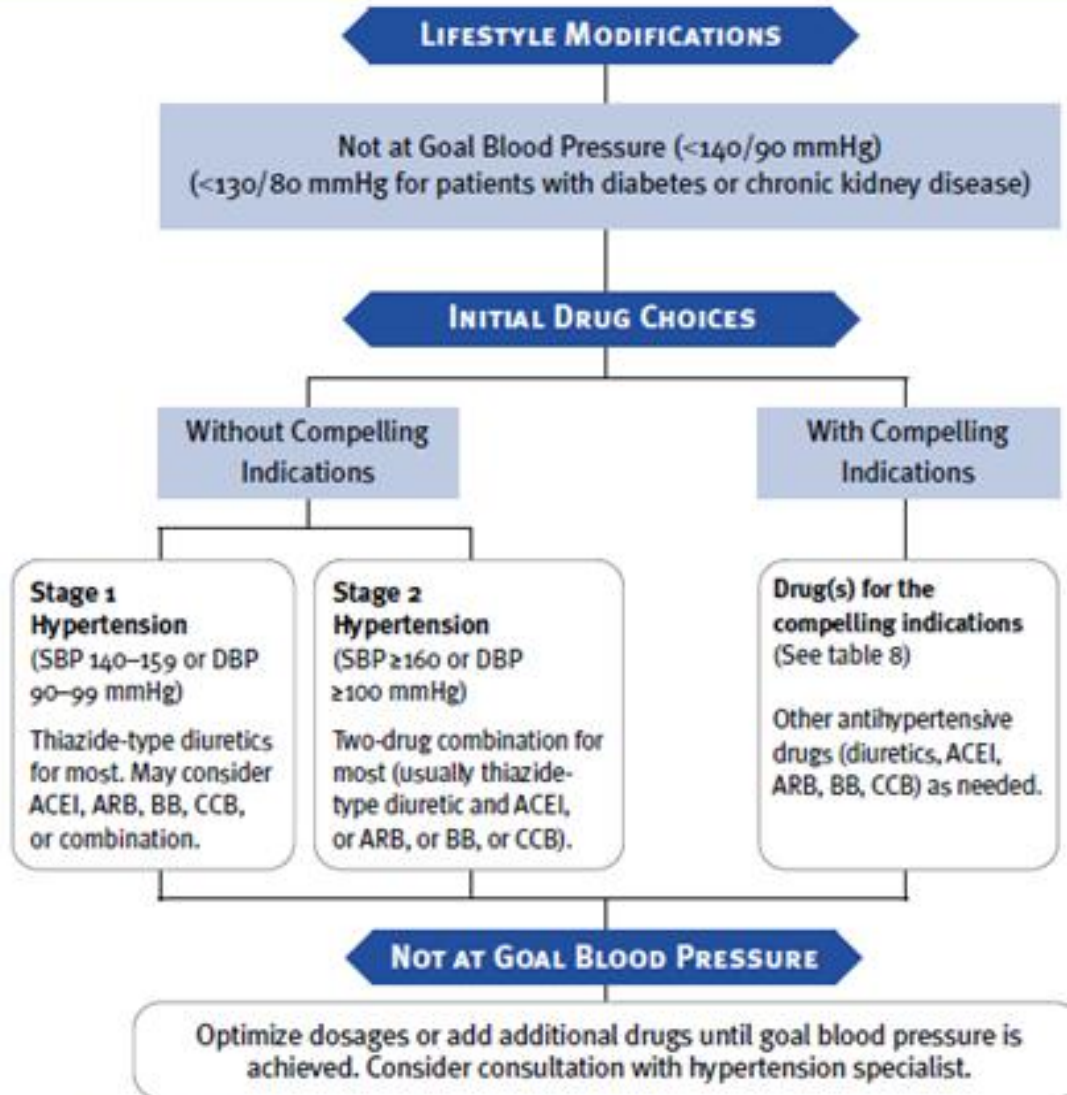 LIFESTYLE MODIFICATIONS
Not at Goal Blood Pressure (<140/90 mmHg)
(<130/80 mmHg for patients with diabetes or chronic kidney disease)
INITIAL DRUG CHOICES
Without Compelling
Indications
With Compelling
Indications
Stage 1
Hypertension
(SBP 140–159 or DBP
90–99 mmHg)
Thiazide-type diuretics
for most. May consider
ACEI, ARB, BB, CCB,
or combination.
Stage 2
Hypertension
(SBP ≥160 or DBP
≥100 mmHg)
Two-drug combination for
most (usually thiazide-
type diuretic and ACEI,
or ARB, or BB, or CCB).
Drug(s) for the
compelling indications
(See table 8)
Other antihypertensive
drugs (diuretics, ACEI,
ARB, BB, CCB) as needed.
NOT AT GOAL BLOOD PRESSURE
Optimize dosages or add additional drugs until goal blood pressure is
achieved. Consider consultation with hypertension specialist.